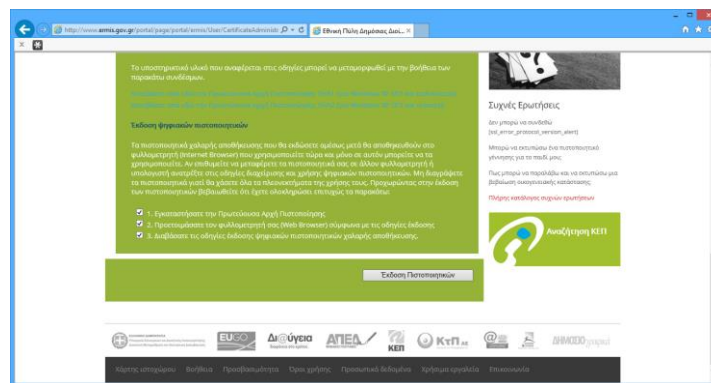 http://www.ermis.gov.gr/portal/page/portal/ermis/User/CertificateAdministr
Εθνική Πύλη Δημόσιας Διοί...
Το υποστηρικτικό υλικό που αναφέρεται στις οδηγίες μπορεί να μεταμορφωθεί με την βοήθεια των
παρακάτω συνδέσμων.
Έκδοση ψηφιακών πιστοποιητικών
Τα πιστοποιητικά χαλαρής αποθήκευσης που θα εκδώσετε αμέσως μετά θα αποθηκευθούν στο
φυλλομετρητή (Internet Browser) που χρησιμοποιείτε τώρα και μόνο σε αυτόν μπορείτε να τα
χρησιμοποιείτε. Αν επιθυμείτε να μεταφέρετε τα πιστοποιητικά σας σε άλλον φυλλομετρητή ή
υπολογιστή ανατρέξτε στις οδηγίες διαχείρισης και χρήσης ψηφιακών πιστοποιητικών. Μη διαγράψετε
τα πιστοποιητικά γιατί θα χάσετε όλα τα πλεονεκτήματα της χρήσης τους. Προχωρώντας στην έκδοση
των πιστοποιητικών βεβαιωθείτε ότι έχετε ολοκληρώσει επιτυχώς τα παρακάτω:
1. Εγκαταστήσατε την Πρωτεύουσα Αρχή Πιστοποίησης
2. Προετοιμάσατε τον φυλλομετρητή σας (Web Browser) σύμφωνα με τις οδηγίες έκδοσης
3. Διαβάσατε τις οδηγίες έκδοσης ψηφιακών πιστοποιητικών χαλαρής αποθήκευσης.
Έκδοση Πιστοποιητικών
Συχνές Ερωτήσεις
Δεν μπορώ να συνδεθώ
(ssl_error_protocol_version_alert)
Μπορώ να εκτυπώσω ένα πιστοποιητικό
γέννησης για το παιδί μου;
Πως μπορώ να παραλάβω και να εκτυπώσω μια
βεβαίωση οικογενειακής κατάστασης
Πλήρης κατάλογος συχνών ερωτήσεων
Αναζήτηση ΚΕΠ
EUGO
Δι@ύγεια
ΑΠΕΔ
ΚΕΠ
ΚτΠ ΑΕ
ΔΗΜΟΣΙΟ γραφικά
Χάρτης ιστοχώρου Βοήθεια Προσβασιμότητα Όροι χρήσης Προσωπικά δεδομένα Χρήσιμα εργαλεία Επικοινωνία